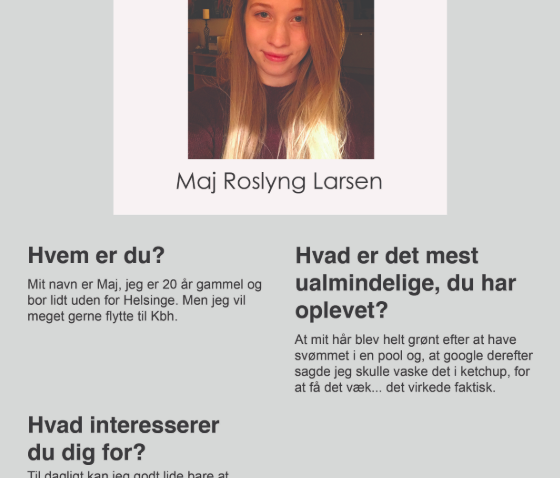 Maj Roslyng Larsen
Hvem er du?
Mit navn er Maj, jeg er 20 år gammel og
bor lidt uden for Helsinge. Men jeg vil
meget gerne flytte til Kbh.
Hvad er det mest
ualmindelige, du har
oplevet?
At mit hår blev helt grønt efter at have
svømmet i en pool og, at google derefter
sagde jeg skulle vaske det i ketchup, for
at få det væk... det virkede faktisk.
Hvad interesserer
du dig for?
Til dagligt kan jeg godt lide bare at